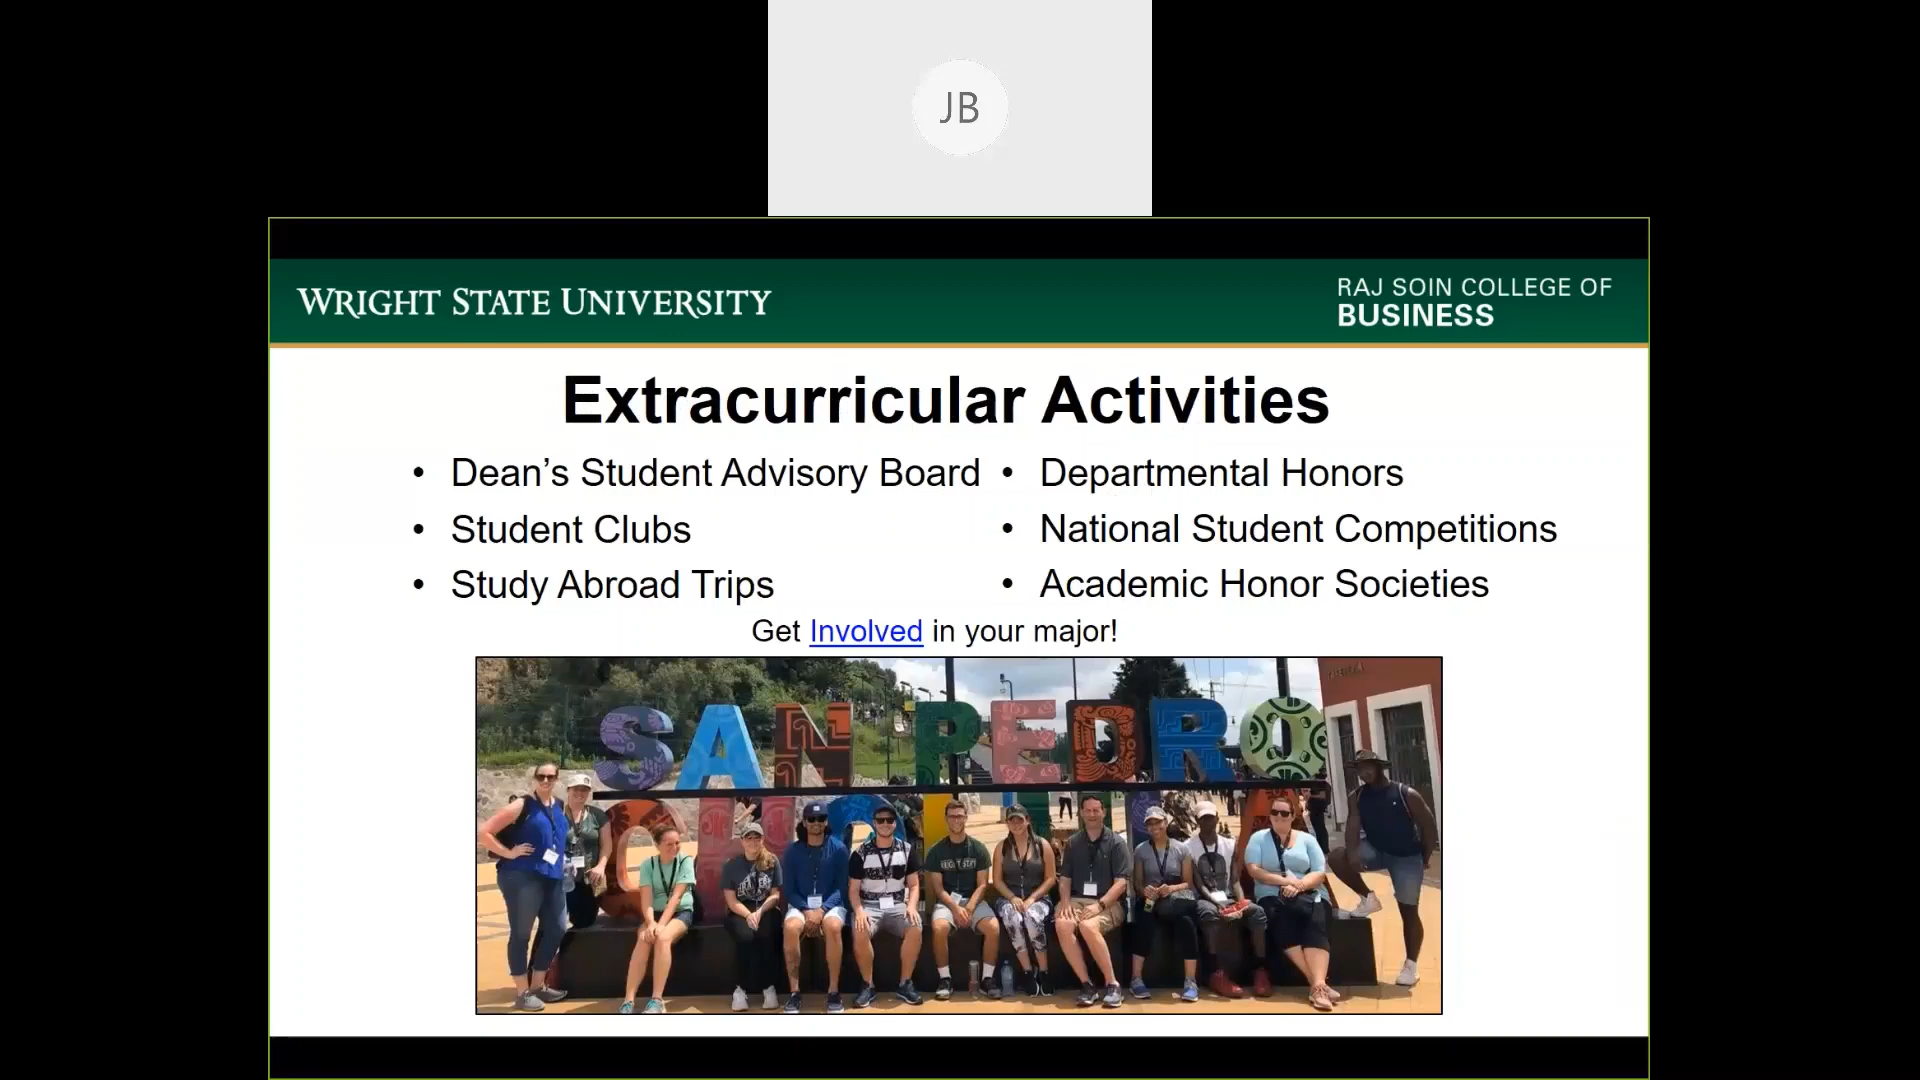 JB
WRIGHT STATE UNIVERSITY
RAJ SOIN COLLEGE OF
BUSINESS
Extracurricular Activities
• Dean’s Student Advisory Board
• Student Clubs
• Study Abroad Trips
• Departmental Honors
• National Student Competitions
• Academic Honor Societies
Get Involved in your major!
SAN PEDRO